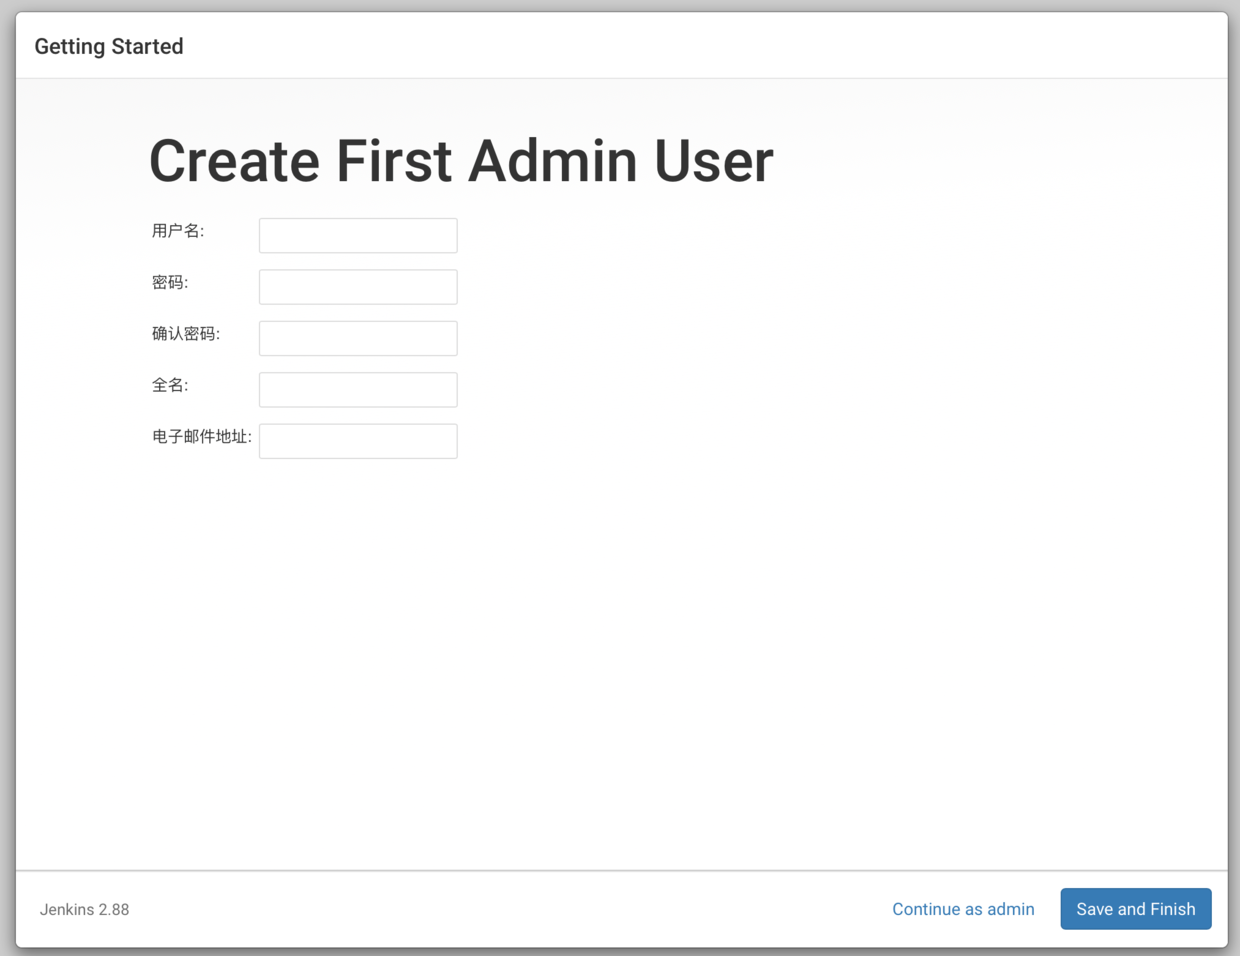 Getting Started
Create First Admin User
用户名:
密码:
确认密码:
全名:
电子邮件地址:
Jenkins 2.88
Continue as admin
Save and Finish